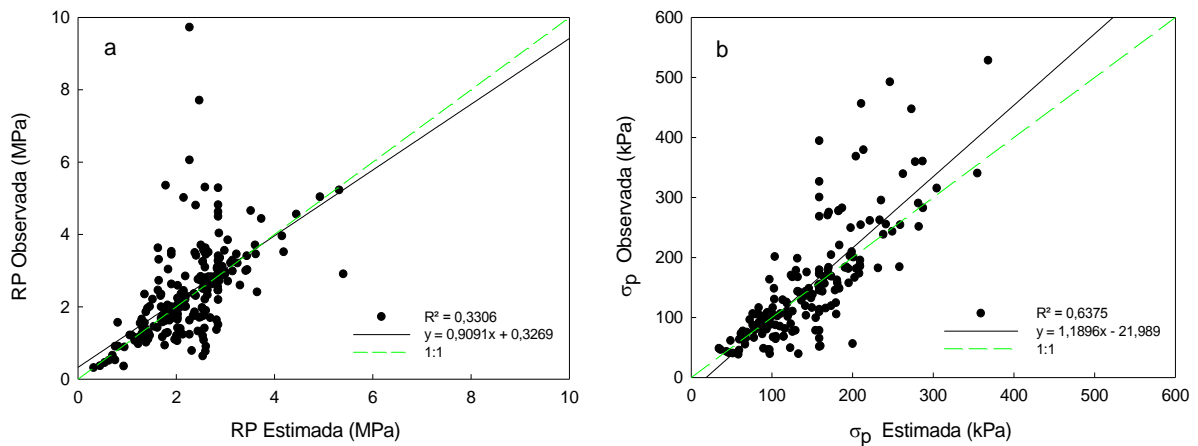 a
RP Observada (MPa)
10
8
6
4
2
0
R² = 0,3306
y = 0,9091x + 0,3269
1:1
0 2 4 6 8 10
RP Estimada (MPa)
b
σp Observada (kPa)
600
500
400
300
200
100
0
R² = 0,6375
y = 1,1896x - 21,989
1:1
0 100 200 300 400 500 600
σp Estimada (kPa)